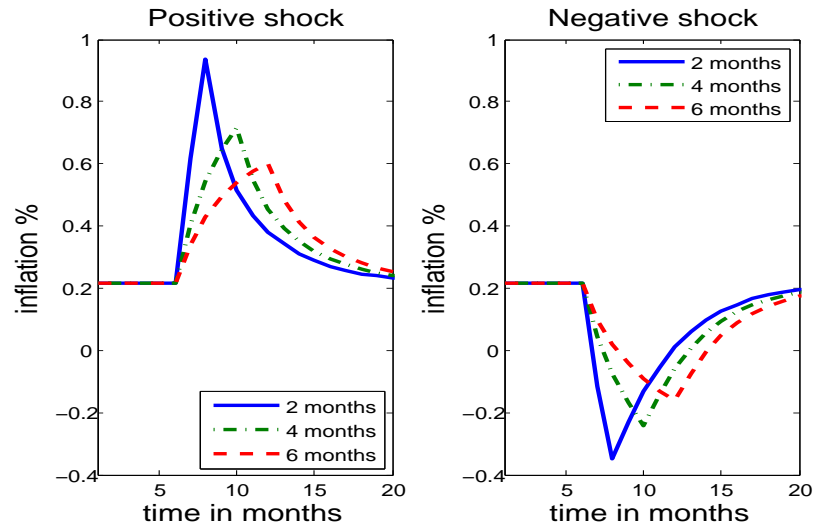 Positive shock
inflation %
1
0.8
0.6
0.4
0.2
0
−0.2
−0.4
5
10
15
20
time in months
2 months
4 months
6 months
Negative shock
inflation %
1
0.8
0.6
0.4
0.2
0
−0.2
−0.4
5
10
15
20
time in months
2 months
4 months
6 months